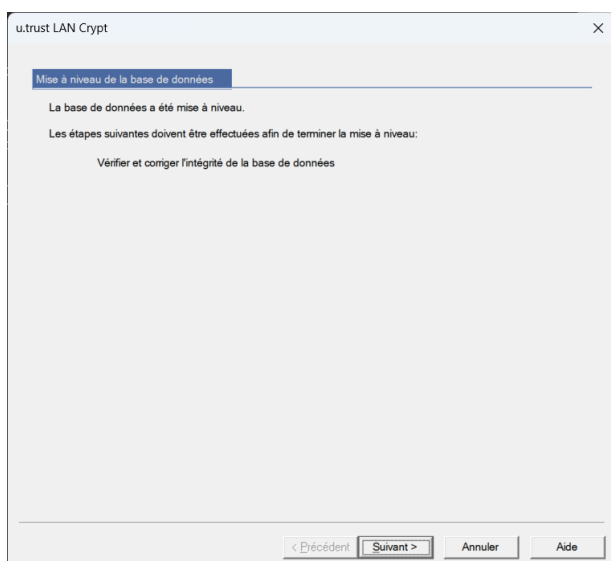 u.trust LAN Crypt
Mise à niveau de la base de données
La base de données a été mise à niveau.
Les étapes suivantes doivent être effectuées afin de terminer la mise à niveau:
Vérifier et corriger l'intégrité de la base de données
< Précédent
Suivant >
Annuler
Aide